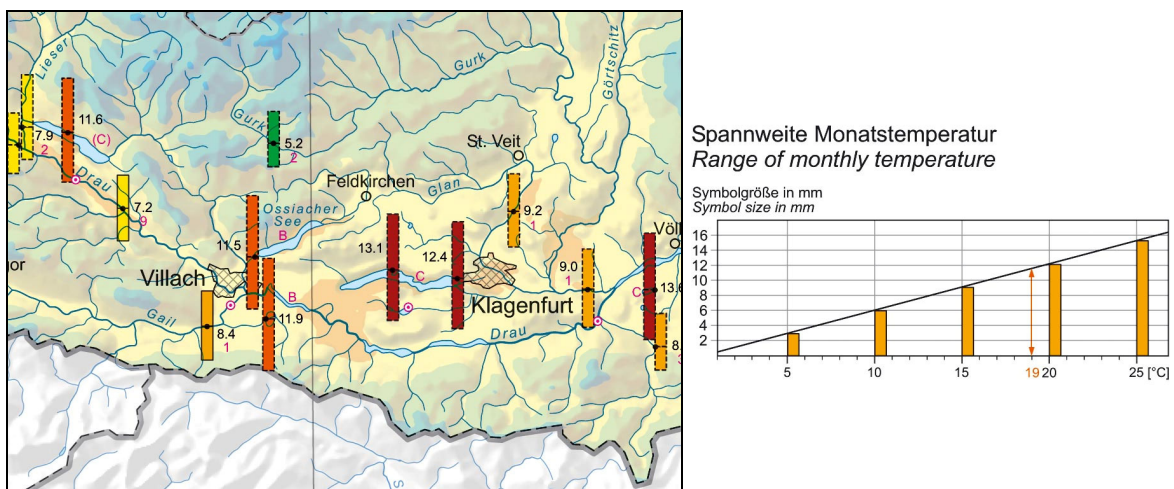 Lieser
7.9
2
11.6
(C)
Drau
7.2
9
Gurk
5.2
2
Gurk
Görtschitz
St. Veit
Feldkirchen
Glan
9.2
1
Ossiacher
See
B
11.5
Villach
B
11.9
Gail
8.4
1
13.1
C
12.4
Klagenfurt
Drau
9.0
1
Völ
C
13.6
8
Spannweite Monatstemperatur
Range of monthly temperature
Symbolgröße in mm
Symbol size in mm
16
14
12
10
8
6
4
2
5
10
15
19
20
25 [°C]